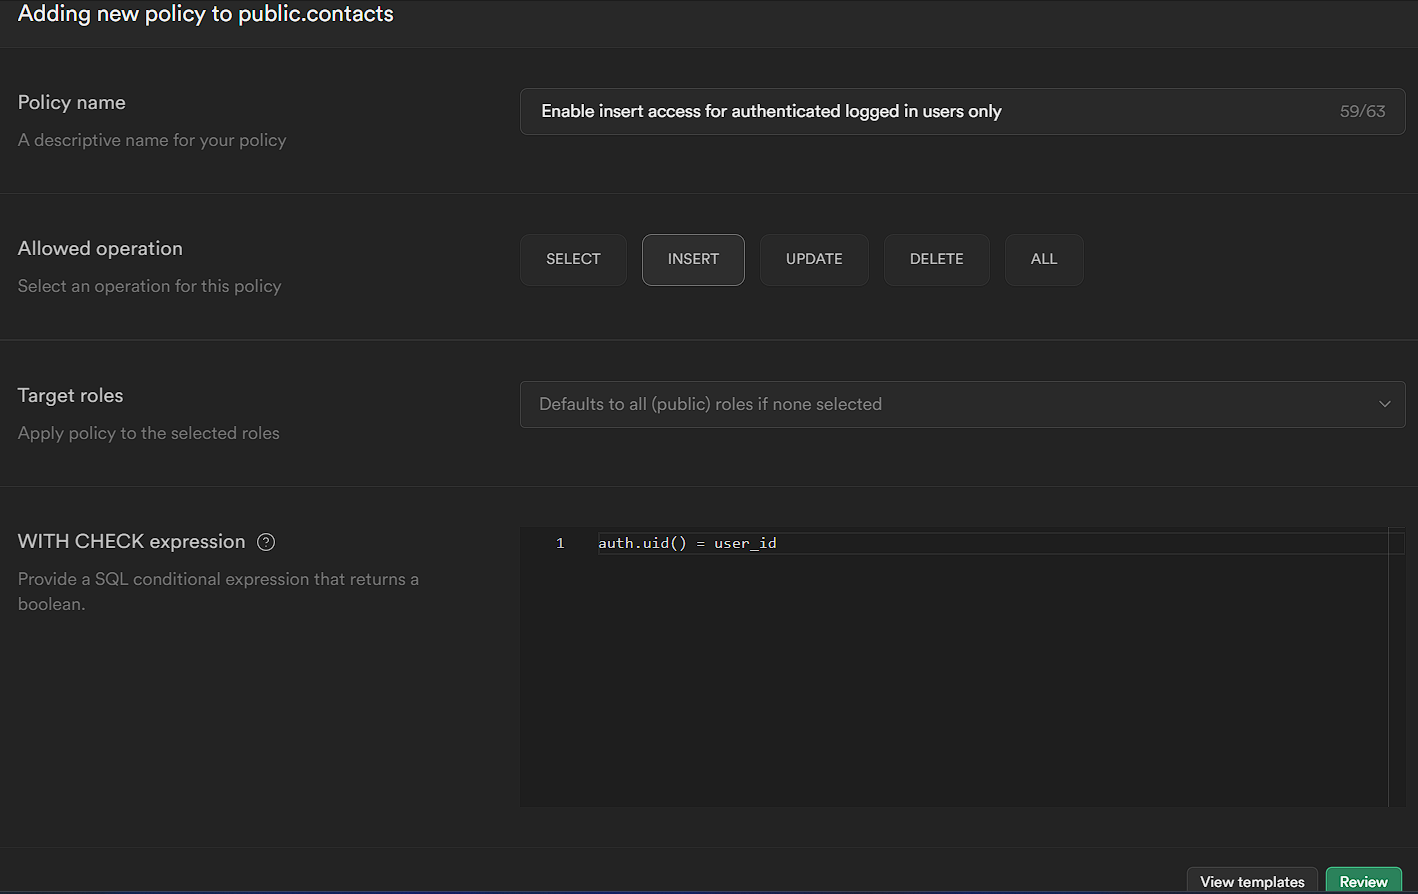 Adding new policy to public.contacts
Policy name
A descriptive name for your policy
Enable insert access for authenticated logged in users only
59/63
Allowed operation
Select an operation for this policy
SELECT
INSERT
UPDATE
DELETE
ALL
Target roles
Apply policy to the selected roles
Defaults to all (public) roles if none selected
WITH CHECK expression ?
Provide a SQL conditional expression that returns a
boolean.
1 auth.uid() = user_id
View templates
Review